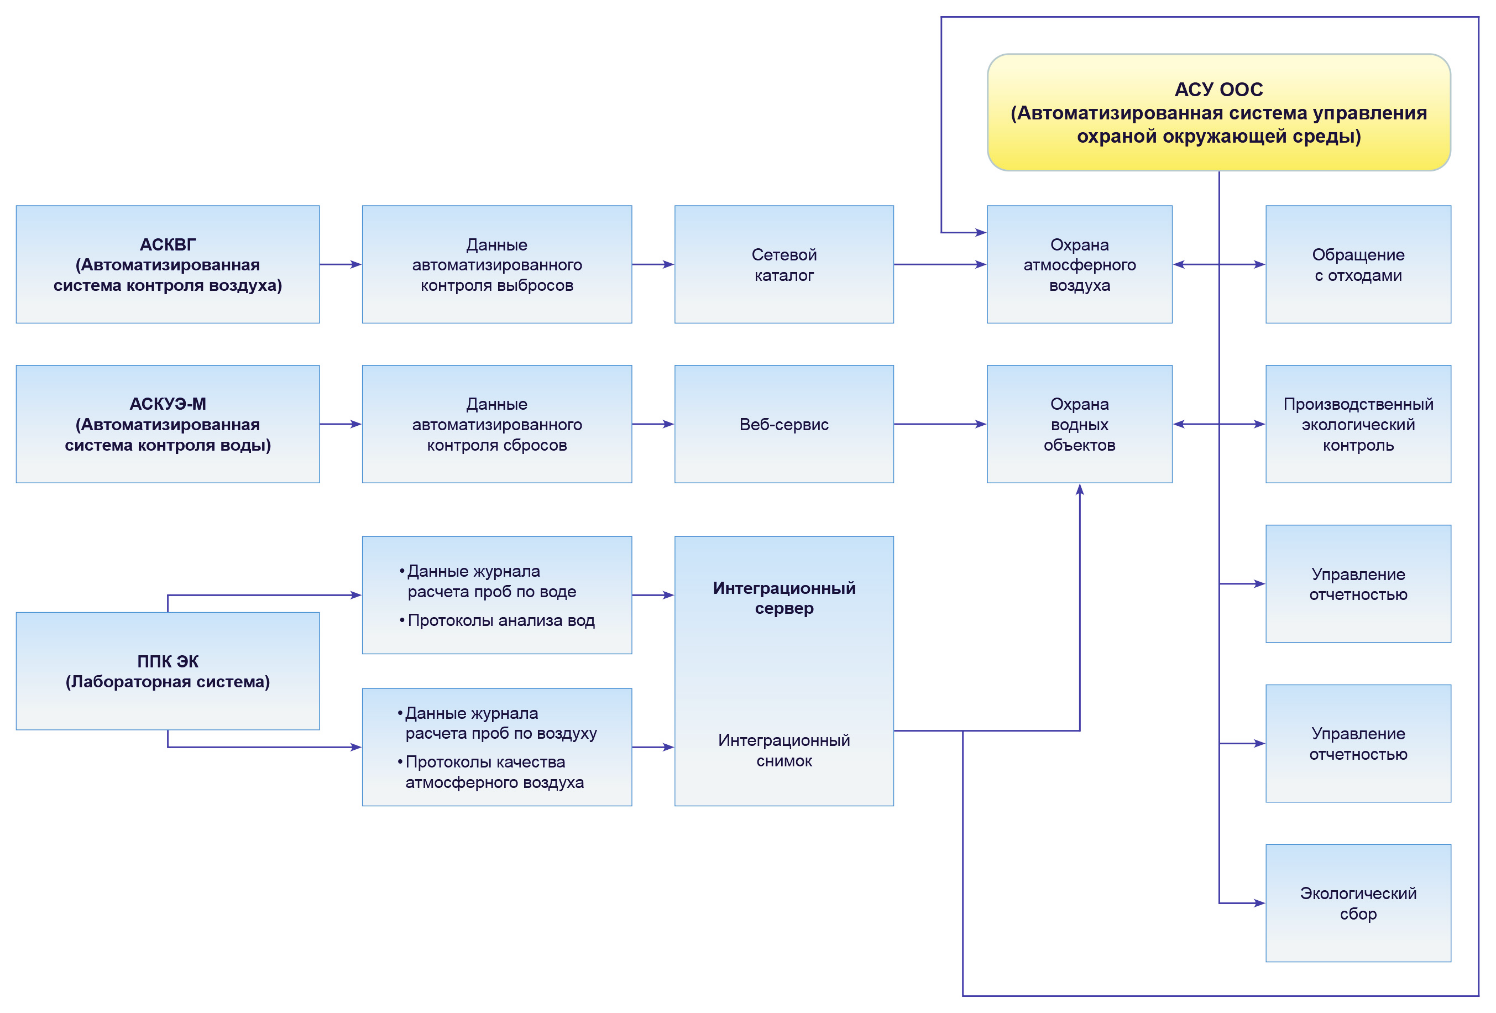 АСУ ООС
(Автоматизированная система управления
охраной окружающей среды)
АСКВГ
(Автоматизированная
система контроля воздуха)
Данные
автоматизированного
контроля выбросов
Сетевой
каталог
Охрана
атмосферного
воздуха
Обращение
с отходами
АСКУЭ-М
(Автоматизированная
система контроля воды)
Данные
автоматизированного
контроля сбросов
Веб-сервис
Охрана
водных
объектов
Производственный
экологический
контроль
ППК ЭК
(Лабораторная система)
• Данные журнала
расчета проб по воде
• Протоколы анализа вод
• Данные журнала
расчета проб по воздуху
• Протоколы качества
атмосферного воздуха
Интеграционный
сервер
Интеграционный
снимок
Управление
отчетностью
Управление
отчетностью
Экологический
сбор